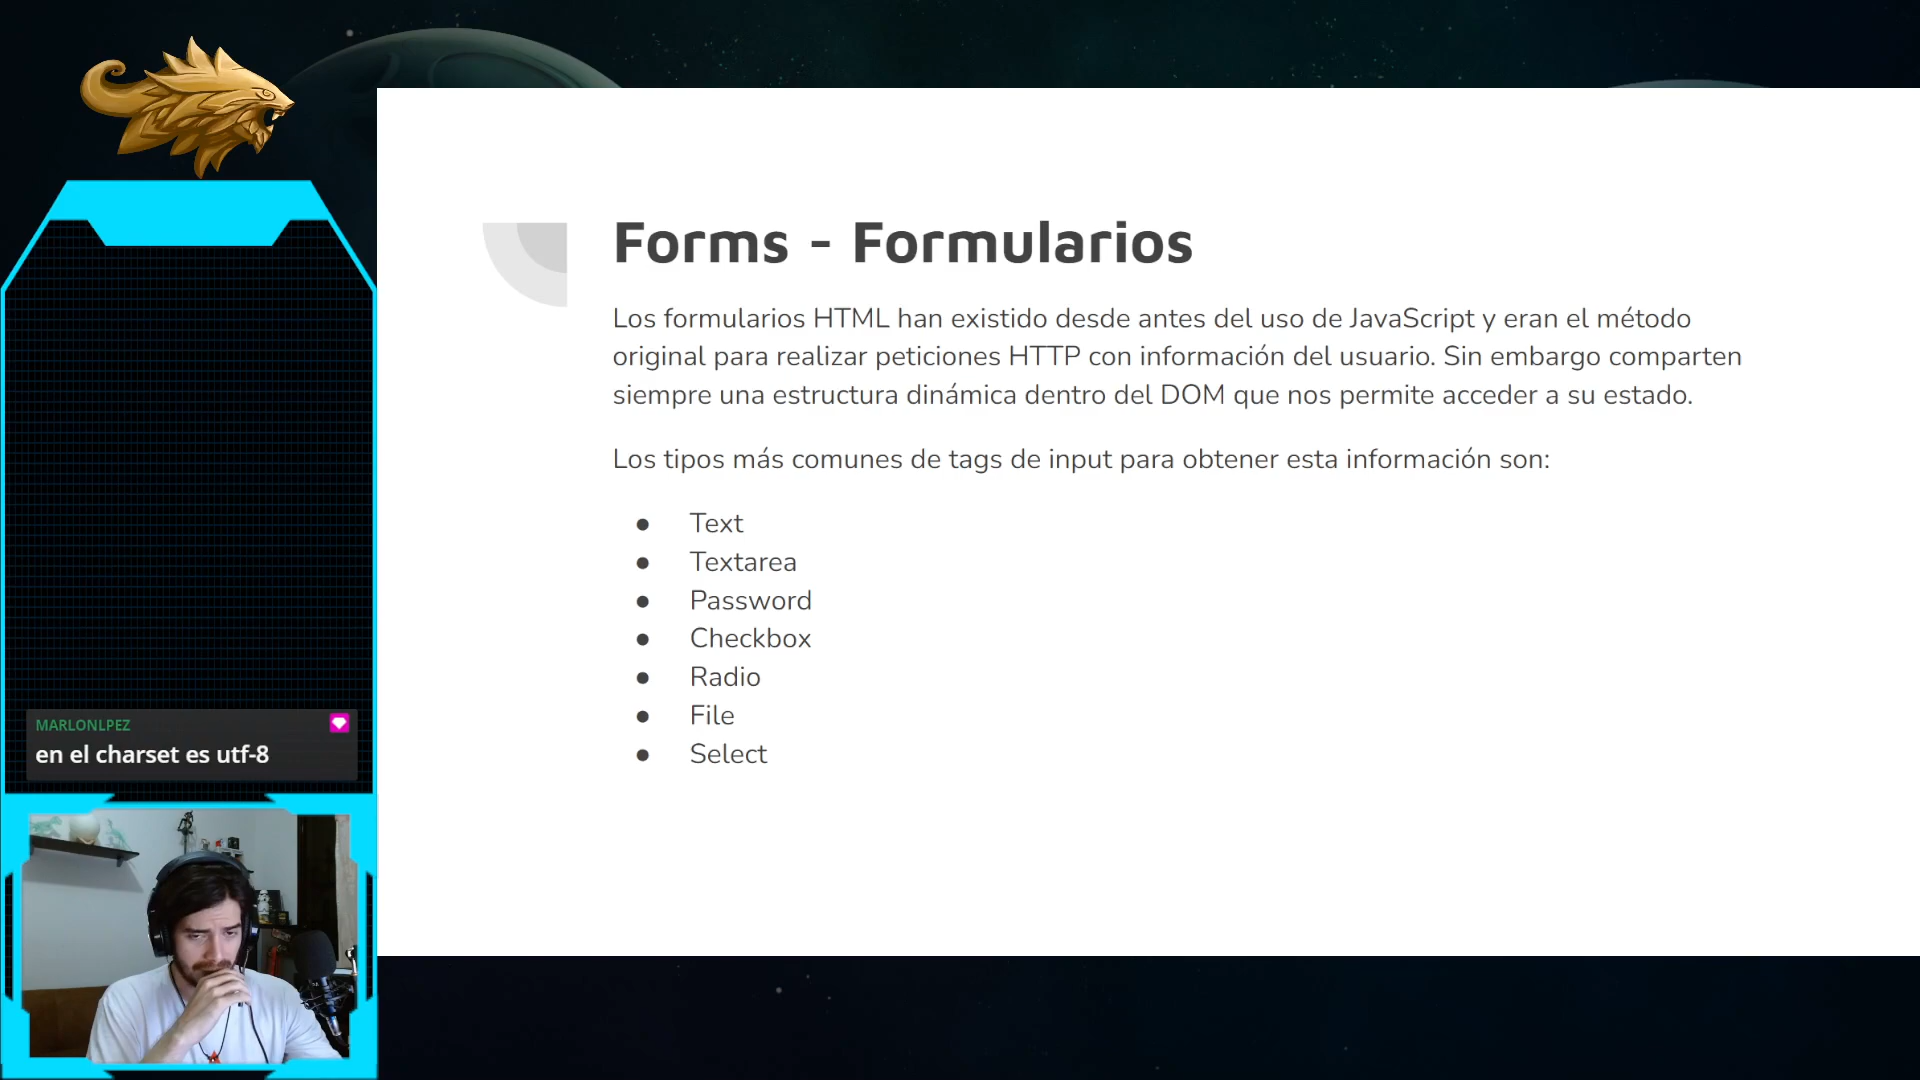 Forms - Formularios
Los formularios HTML han existido desde antes del uso de JavaScript y eran el método
original para realizar peticiones HTTP con información del usuario. Sin embargo comparten
siempre una estructura dinámica dentro del DOM que nos permite acceder a su estado.
Los tipos más comunes de tags de input para obtener esta información son:
● Text
● Textarea
● Password
● Checkbox
● Radio
● File
● Select
MARLONLPEZ
en el charset es utf-8